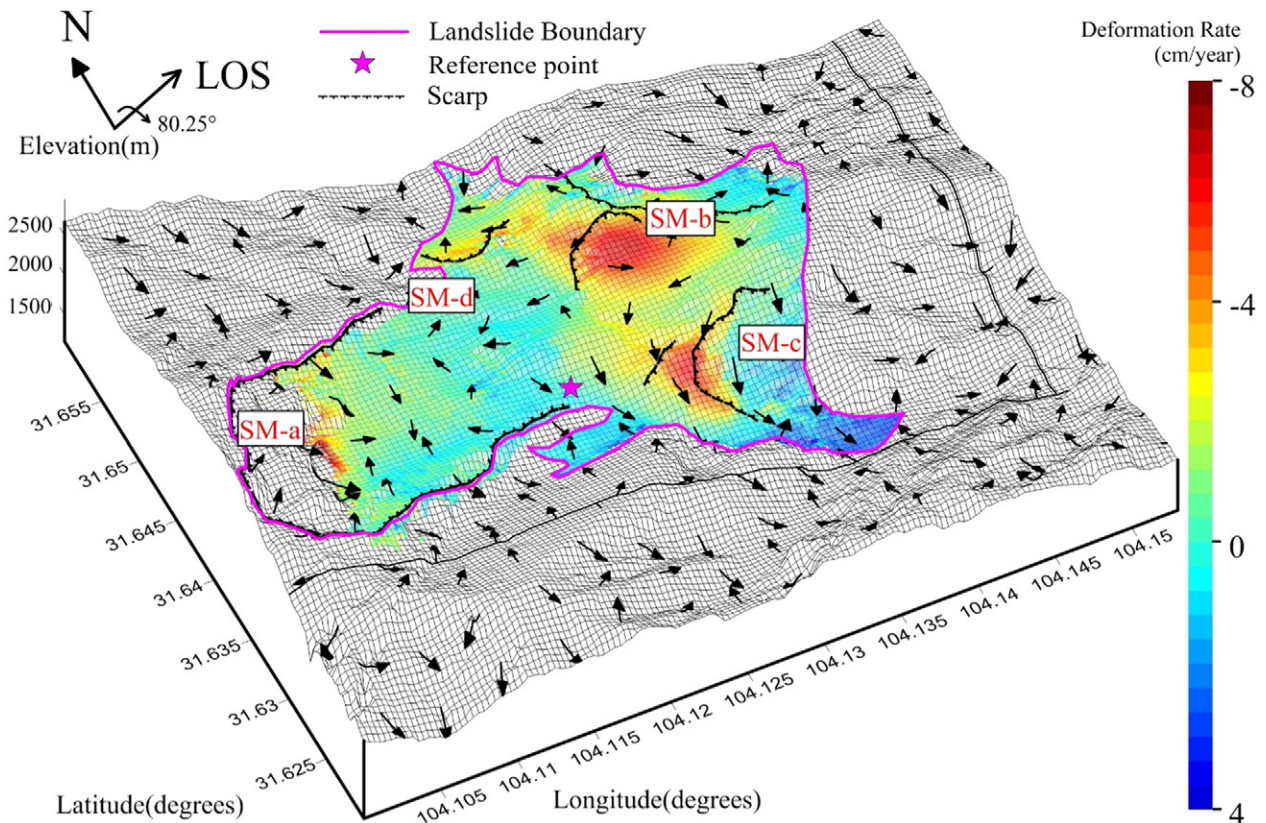 N
LOS
80.25°
Landslide Boundary
Reference point
Scarp
Deformation Rate
(cm/year)
-8
-4
0
4
Elevation(m)
2500
2000
1500
SM-a
SM-b
SM-c
SM-d
31.655
31.65
31.645
31.64
31.635
31.63
31.625
Latitude(degrees)
104.105
104.11
104.115
104.12
104.125
104.13
104.135
104.14
104.145
104.15
Longitude(degrees)